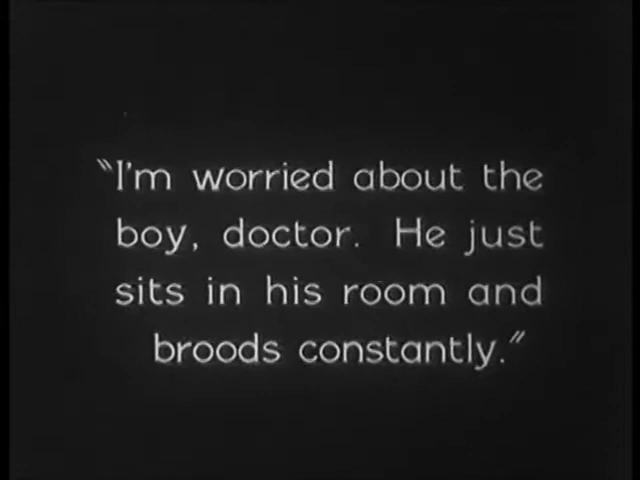 "I'm worried about the
boy, doctor. He just
sits in his room and
broods constantly."